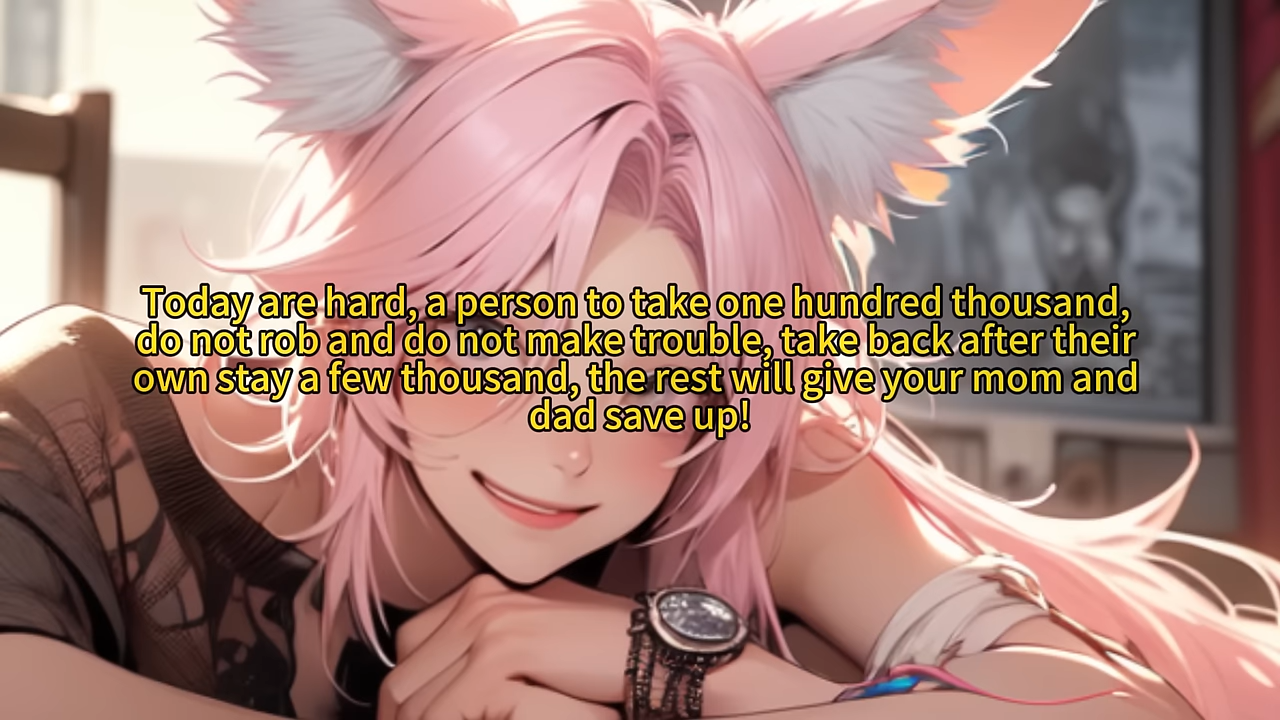 Today are hard, a person to take one hundred thousand,
do not rob and do not make trouble, take back after their
own stay a few thousand, the rest will give your mom and
dad save up!